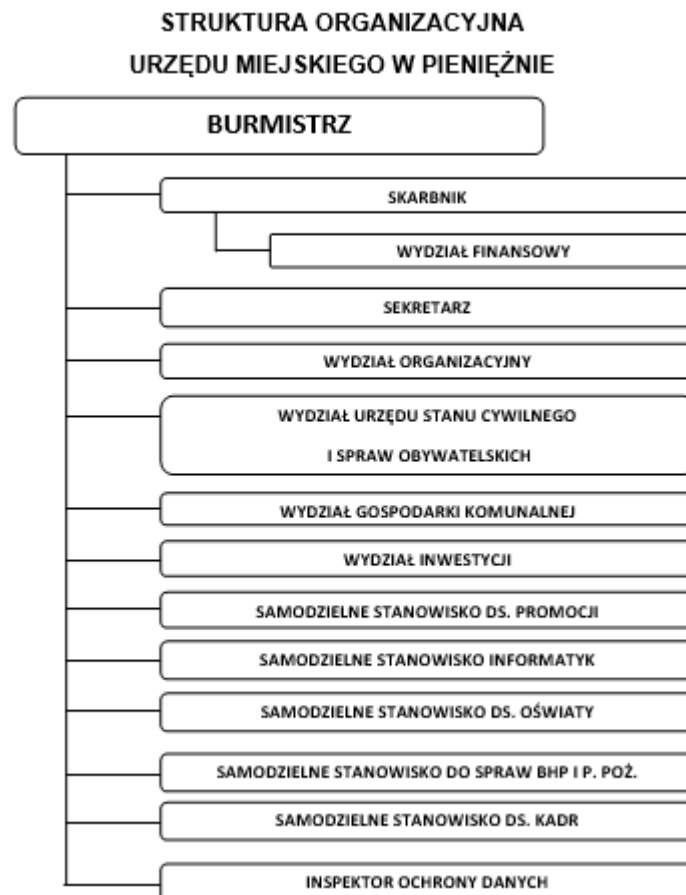 STRUKTURA ORGANIZACYJNA
URZĘDU MIEJSKIEGO W PIENIĘŻNIE
BURMISTRZ
SKARBNIK
WYDZIAŁ FINANSOWY
SEKRETARZ
WYDZIAŁ ORGANIZACYJNY
WYDZIAŁ URZĘDU STANU CYWILNEGO
I SPRAW OBYWATELSKICH
WYDZIAŁ GOSPODARKI KOMUNALNEJ
WYDZIAŁ INWESTYCJI
SAMODZIELNE STANOWISKO DS. PROMOCJI
SAMODZIELNE STANOWISKO INFORMATYK
SAMODZIELNE STANOWISKO DS. OŚWIATY
SAMODZIELNE STANOWISKO DO SPRAW BHP I P. POŻ.
SAMODZIELNE STANOWISKO DS. KADR
INSPEKTOR OCHRONY DANYCH